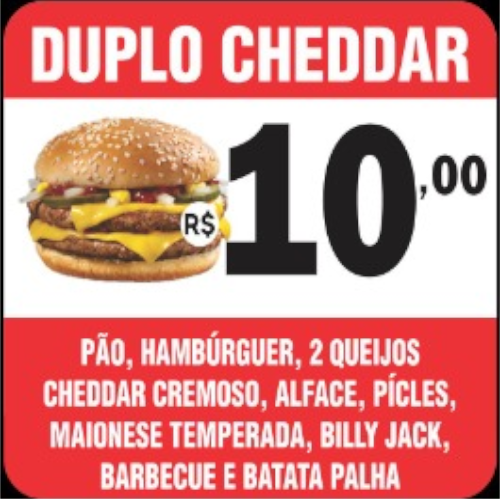 DUPLO CHEDDAR
R$ 10,00
PÃO, HAMBÚRGUER, 2 QUEIJOS
CHEDDAR CREMOSO, ALFACE, PÍCLES,
MAIONESE TEMPERADA, BILLY JACK,
BARBECUE E BATATA PALHA